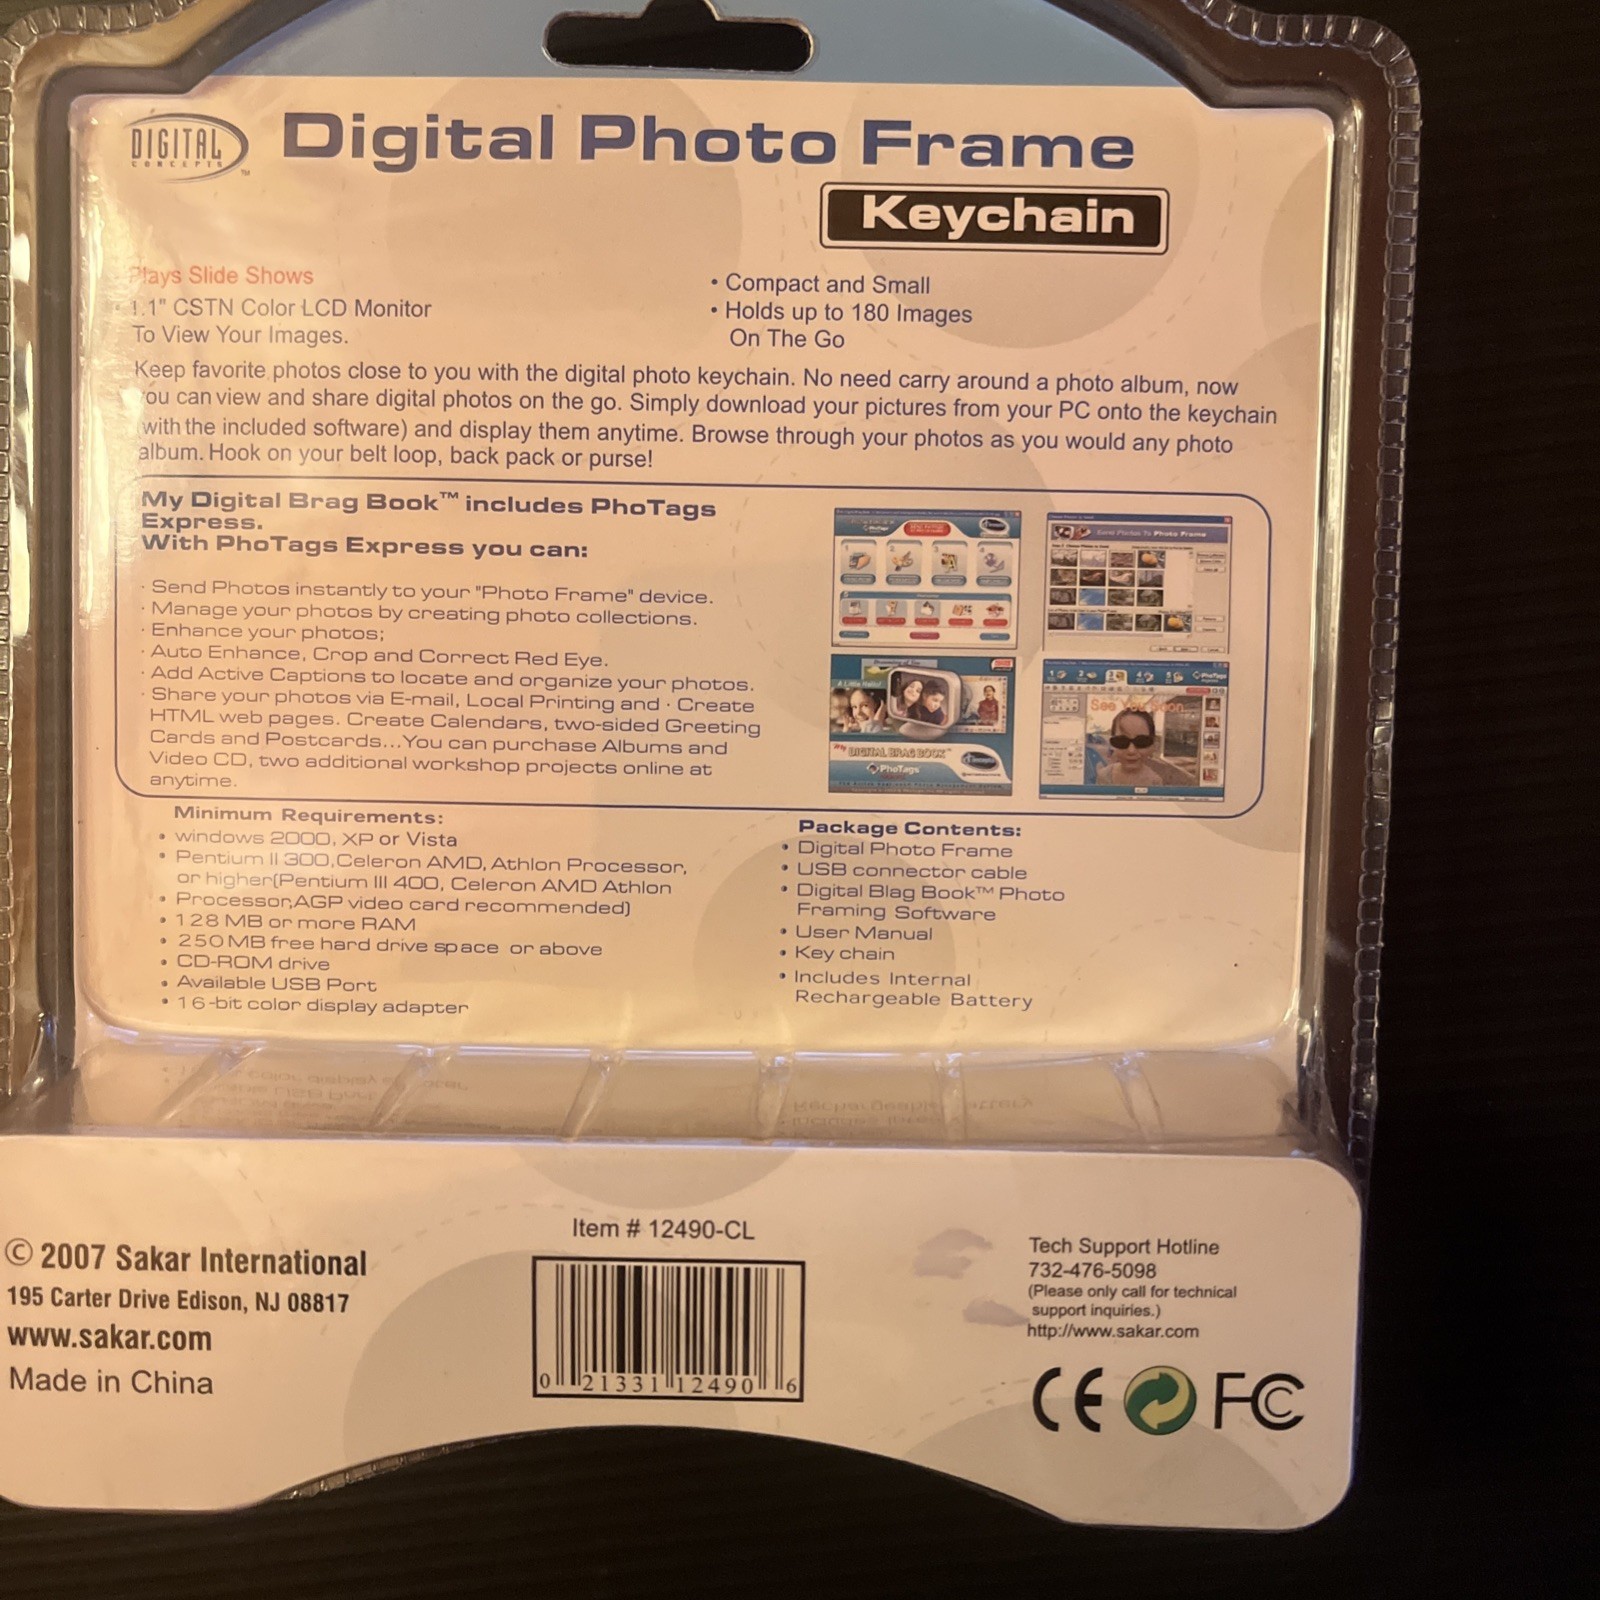 DIGITAL
CONCEPTS
TM
Digital Photo Frame
Keychain
Plays Slide Shows
• 1.1" CSTN Color LCD Monitor
To View Your Images.
• Compact and Small
• Holds up to 180 Images
On The Go
Keep favorite photos close to you with the digital photo keychain. No need carry around a photo album, now
you can view and share digital photos on the go. Simply download your pictures from your PC onto the keychain
(with the included software) and display them anytime. Browse through your photos as you would any photo
album. Hook on your belt loop, back pack or purse!
My Digital Brag Book™ includes PhoTags
Express.
With PhoTags Express you can:
· Send Photos instantly to your "Photo Frame" device.
· Manage your photos by creating photo collections.
· Enhance your photos;
· Auto Enhance, Crop and Correct Red Eye.
· Add Active Captions to locate and organize your photos.
· Share your photos via E-mail, Local Printing and · Create
HTML web pages. Create Calendars, two-sided Greeting
Cards and Postcards...You can purchase Albums and
Video CD, two additional workshop projects online at
anytime.
Send Photos To Photo Frame
DIGITAL BRAG BOOK™
PhoTags
See You Soon
PhoTags
Minimum Requirements:
• windows 2000, XP or Vista
• Pentium II 300,Celeron AMD, Athlon Processor,
or higher(Pentium III 400, Celeron AMD Athlon
• Processor,AGP video card recommended)
• 128 MB or more RAM
• 250MB free hard drive space or above
• CD-ROM drive
• Available USB Port
• 16-bit color display adapter
Package Contents:
• Digital Photo Frame
• USB connector cable
• Digital Blag Book™ Photo
Framing Software
• User Manual
• Key chain
• Includes Internal
Rechargeable Battery
© 2007 Sakar International
195 Carter Drive Edison, NJ 08817
www.sakar.com
Made in China
Item # 12490-CL
0 21331 12490 6
Tech Support Hotline
732-476-5098
(Please only call for technical
support inquiries.)
http://www.sakar.com
CE FC